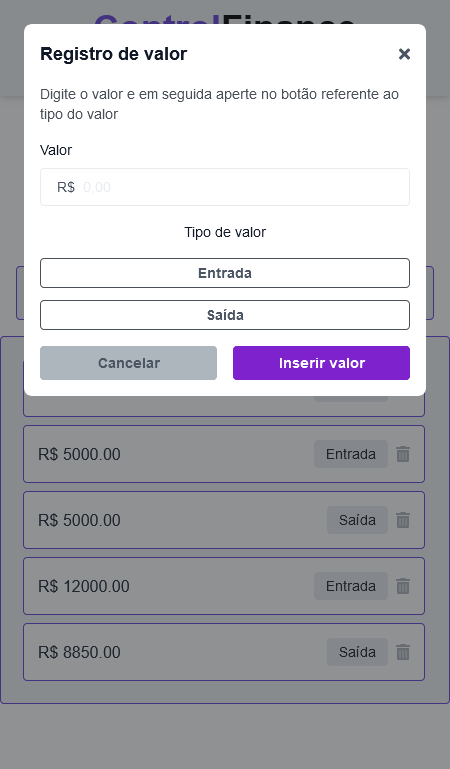 ControlFinance
Registro de valor
Digite o valor e em seguida aperte no botão referente ao
tipo do valor
Valor
R$ 0,00
Tipo de valor
Entrada
Saída
Cancelar Inserir valor
R$ 5000.00 Entrada
R$ 5000.00 Saída
R$ 12000.00 Entrada
R$ 8850.00 Saída